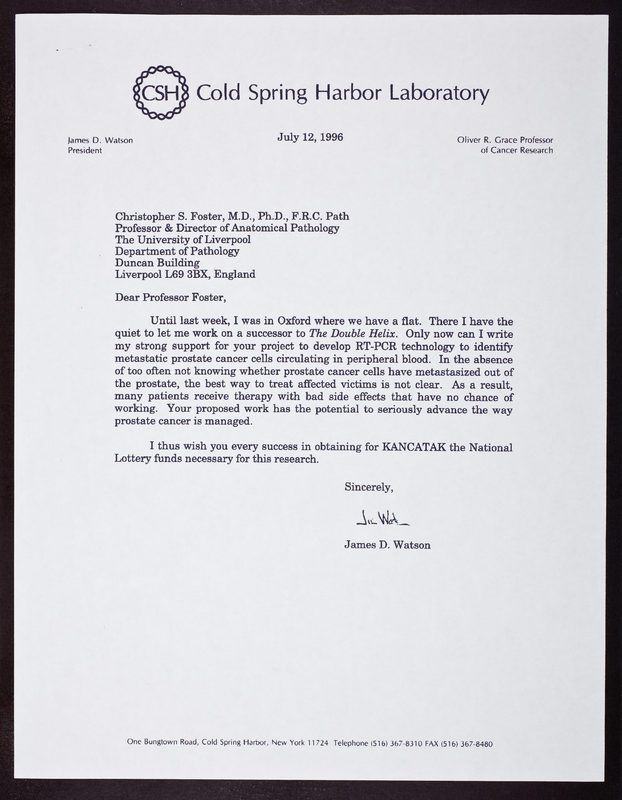 CSH Cold Spring Harbor Laboratory
James D. Watson
President
July 12, 1996
Oliver R. Grace Professor
of Cancer Research
Christopher S. Foster, M.D., Ph.D., F.R.C. Path
Professor & Director of Anatomical Pathology
The University of Liverpool
Department of Pathology
Duncan Building
Liverpool L69 3BX, England
Dear Professor Foster,
Until last week, I was in Oxford where we have a flat. There I have the
quiet to let me work on a successor to The Double Helix. Only now can I write
my strong support for your project to develop RT-PCR technology to identify
metastatic prostate cancer cells circulating in peripheral blood. In the absence
of too often not knowing whether prostate cancer cells have metastasized out of
the prostate, the best way to treat affected victims is not clear. As a result,
many patients receive therapy with bad side effects that have no chance of
working. Your proposed work has the potential to seriously advance the way
prostate cancer is managed.
I thus wish you every success in obtaining for KANCATAK the National
Lottery funds necessary for this research.
Sincerely,
Jim Wat
James D. Watson
One Bungtown Road, Cold Spring Harbor, New York 11724 Telephone (516) 367-8310 FAX (516) 367-8480